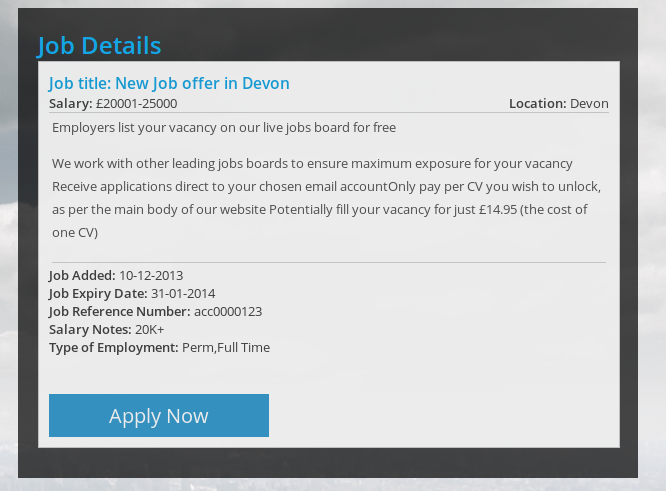 Job Details
Job title: New Job offer in Devon
Salary: £20001-25000 Location: Devon
Employers list your vacancy on our live jobs board for free
We work with other leading jobs boards to ensure maximum exposure for your vacancy
Receive applications direct to your chosen email accountOnly pay per CV you wish to unlock,
as per the main body of our website Potentially fill your vacancy for just £14.95 (the cost of
one CV)
Job Added: 10-12-2013
Job Expiry Date: 31-01-2014
Job Reference Number: acc0000123
Salary Notes: 20K+
Type of Employment: Perm,Full Time
Apply Now